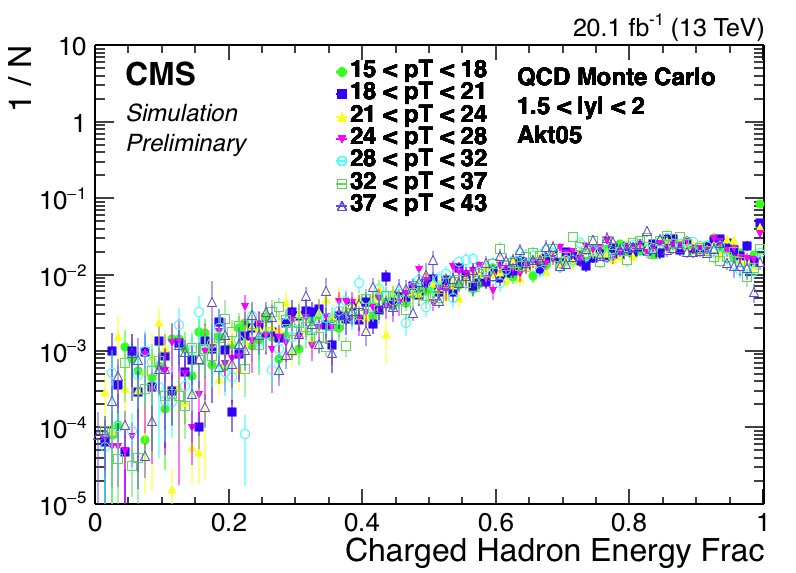 20.1 fb⁻¹ (13 TeV)
1 / N
CMS
Simulation
Preliminary
15 < pT < 18
18 < pT < 21
21 < pT < 24
24 < pT < 28
28 < pT < 32
32 < pT < 37
37 < pT < 43
QCD Monte Carlo
1.5 < |y| < 2
Akt05
10
1
10⁻¹
10⁻²
10⁻³
10⁻⁴
10⁻⁵
0 0.2 0.4 0.6 0.8 1
Charged Hadron Energy Frac